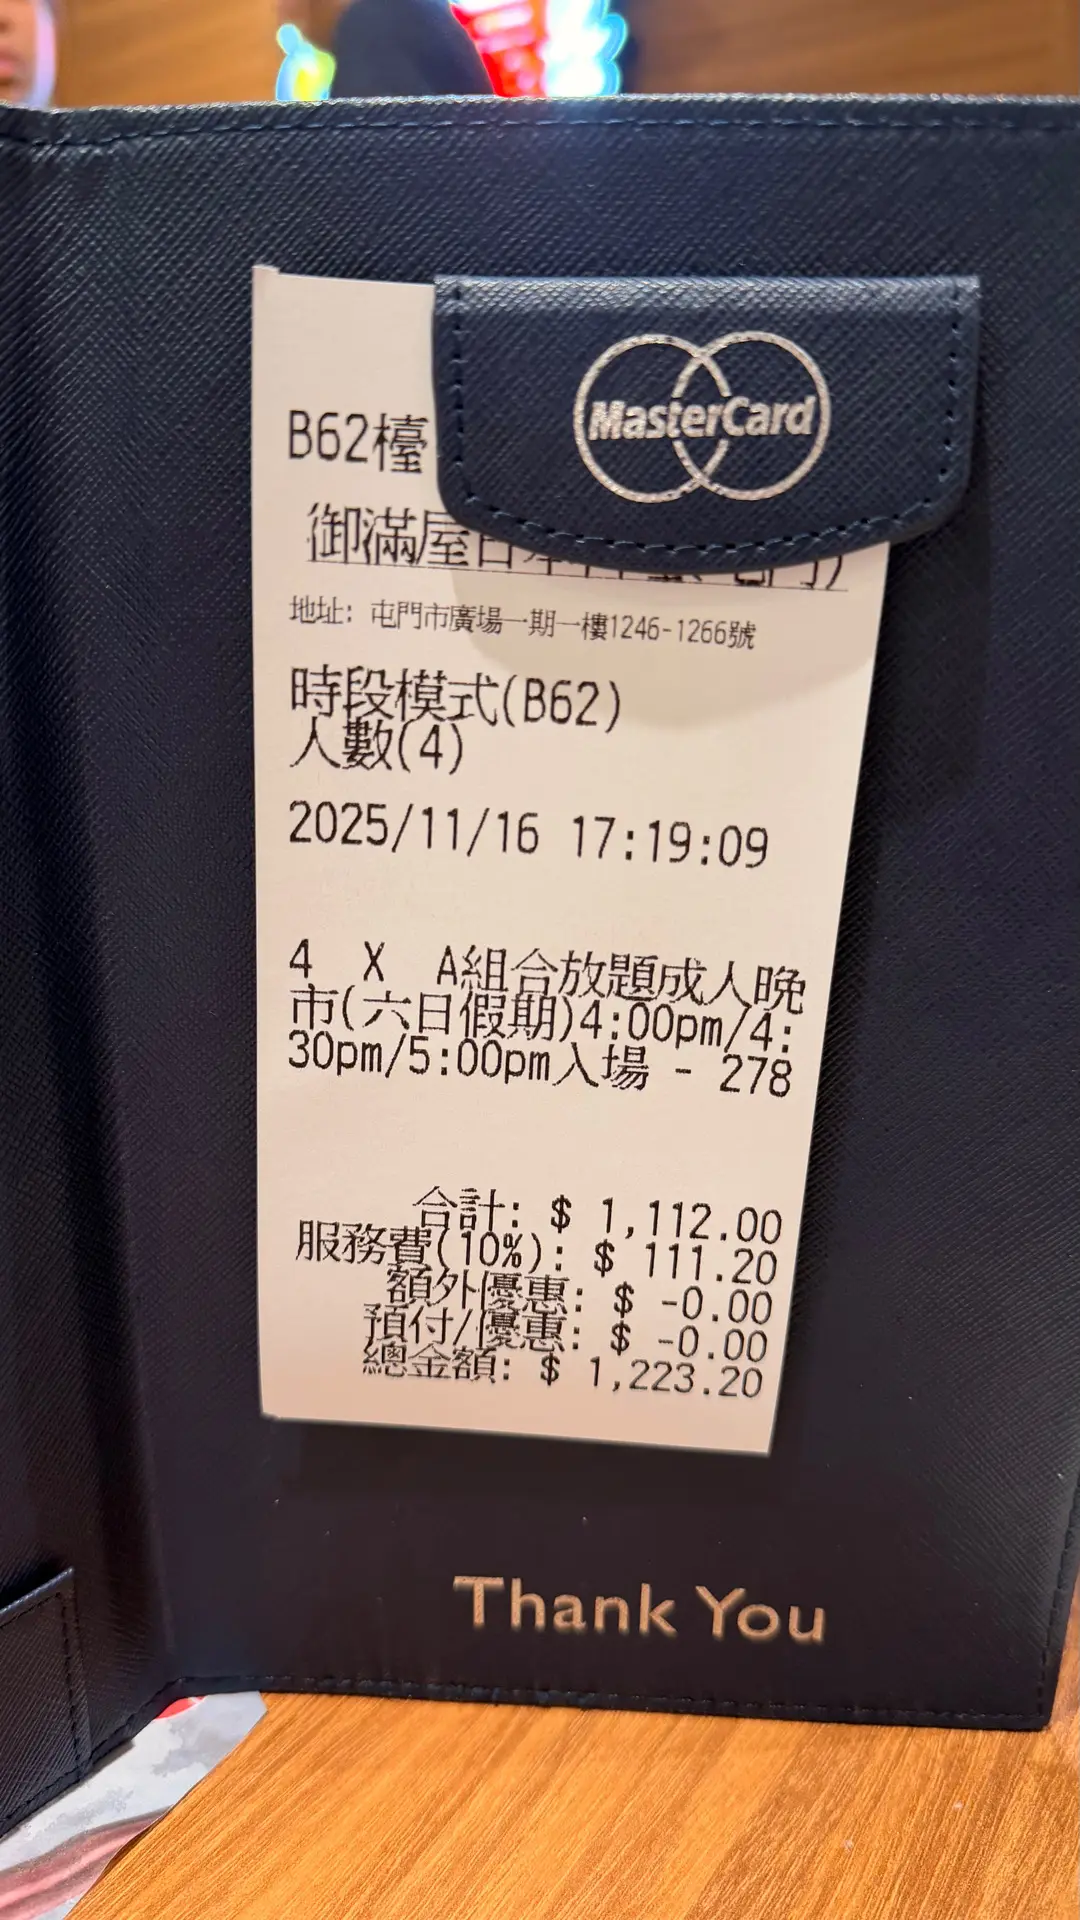 MasterCard
B62檯
御滿屋
地址: 屯門市廣場一期一樓1246-1266號
時段模式(B62)
人數(4)
2025/11/16 17:19:09
4 X A組合放題成人晚
市(六日假期)4:00pm/4:
30pm/5:00pm入場 - 278
合計: $ 1,112.00
服務費(10%): $ 111.20
額外優惠: $ -0.00
預付/優惠: $ -0.00
總金額: $ 1,223.20
Thank You